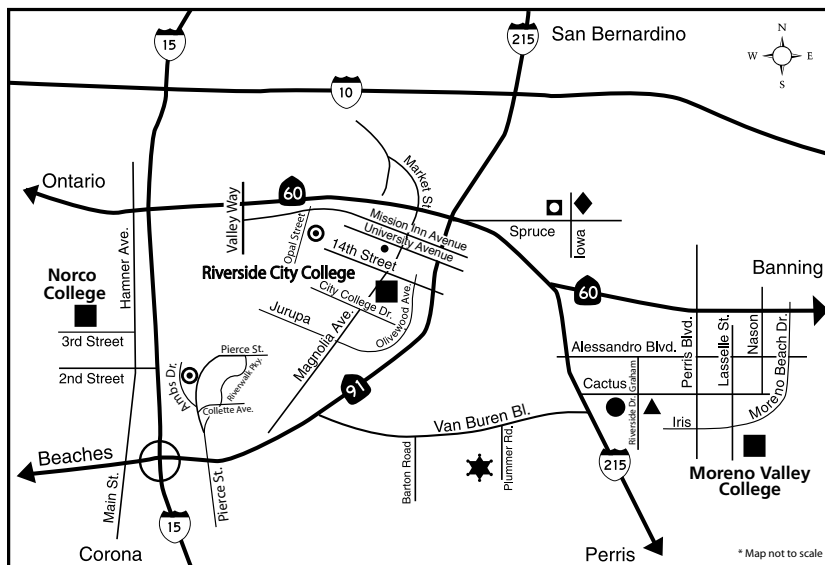 215
San Bernardino
15
N
W E
S
10
Ontario
60
Market St.
Valley Way
Hamner Ave.
Opal Street
Mission Inn Avenue
University Avenue
14th Street
Spruce
Iowa
Norco
College
Riverside City College
City College Dr.
Olivewood Ave.
Banning
60
3rd Street
Jurupa
Magnolia Ave.
Pierce St.
Riverwalk Pky.
Ambs Dr.
2nd Street
Collette Ave.
91
Alessandro Blvd.
Perris Blvd.
Lasselle St.
Nason
Moreno Beach Dr.
Cactus
Graham
Riverside Dr.
Iris
Van Buren Bl.
Beaches
Main St.
Pierce St.
Barton Road
Plummer Rd.
215
Moreno Valley
College
15
Corona
Perris
* Map not to scale